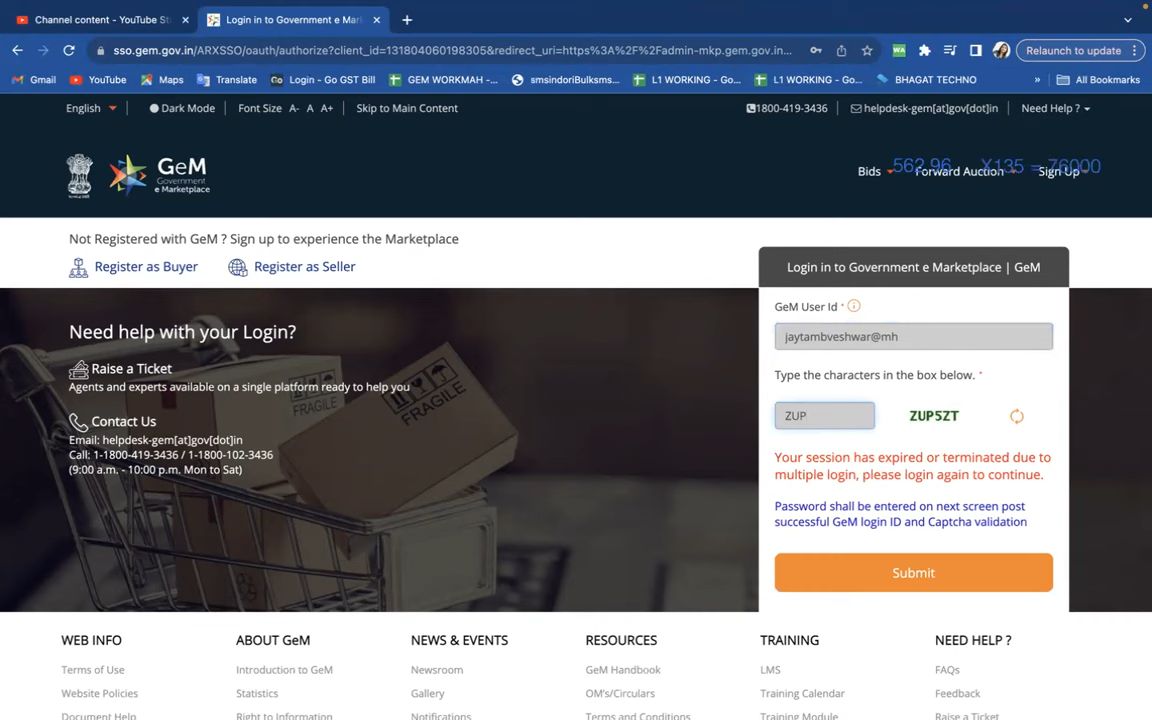 Channel content - YouTube St
Login in to Government e Mar
sso.gem.gov.in/ARXSSO/oauth/authorize?client_id=131804060198305&redirect_uri=https%3A%2F%2Fadmin-mkp.gem.gov.in...
Relaunch to update
Gmail YouTube Maps Translate Login - Go GST Bill GEM WORKMAH -... smsindoriBulksms... L1 WORKING - Go... L1 WORKING - Go... BHAGAT TECHNO » All Bookmarks
English Dark Mode Font Size A- A A+ Skip to Main Content 1800-419-3436 helpdesk-gem[at]gov[dot]in Need Help ?
GeM
Government
e Marketplace
562.96 X135 = 76000
Bids Forward Auction Sign Up
Not Registered with GeM ? Sign up to experience the Marketplace
Register as Buyer Register as Seller
Login in to Government e Marketplace | GeM
GeM User Id *
jaytambveshwar@mh
Type the characters in the box below. *
ZUP ZUP5ZT
Your session has expired or terminated due to
multiple login, please login again to continue.
Password shall be entered on next screen post
successful GeM login ID and Captcha validation
Submit
Need help with your Login?
Raise a Ticket
Agents and experts available on a single platform ready to help you
Contact Us
Email: helpdesk-gem[at]gov[dot]in
Call: 1-1800-419-3436 / 1-1800-102-3436
(9:00 a.m. - 10:00 p.m. Mon to Sat)
FRAGILE
FRAGILE
WEB INFO ABOUT GeM NEWS & EVENTS RESOURCES TRAINING NEED HELP ?
Terms of Use Introduction to GeM Newsroom GeM Handbook LMS FAQs
Website Policies Statistics Gallery OM's/Circulars Training Calendar Feedback
Document Help Right to Information Notifications Terms and Conditions Training Module Raise a Ticket